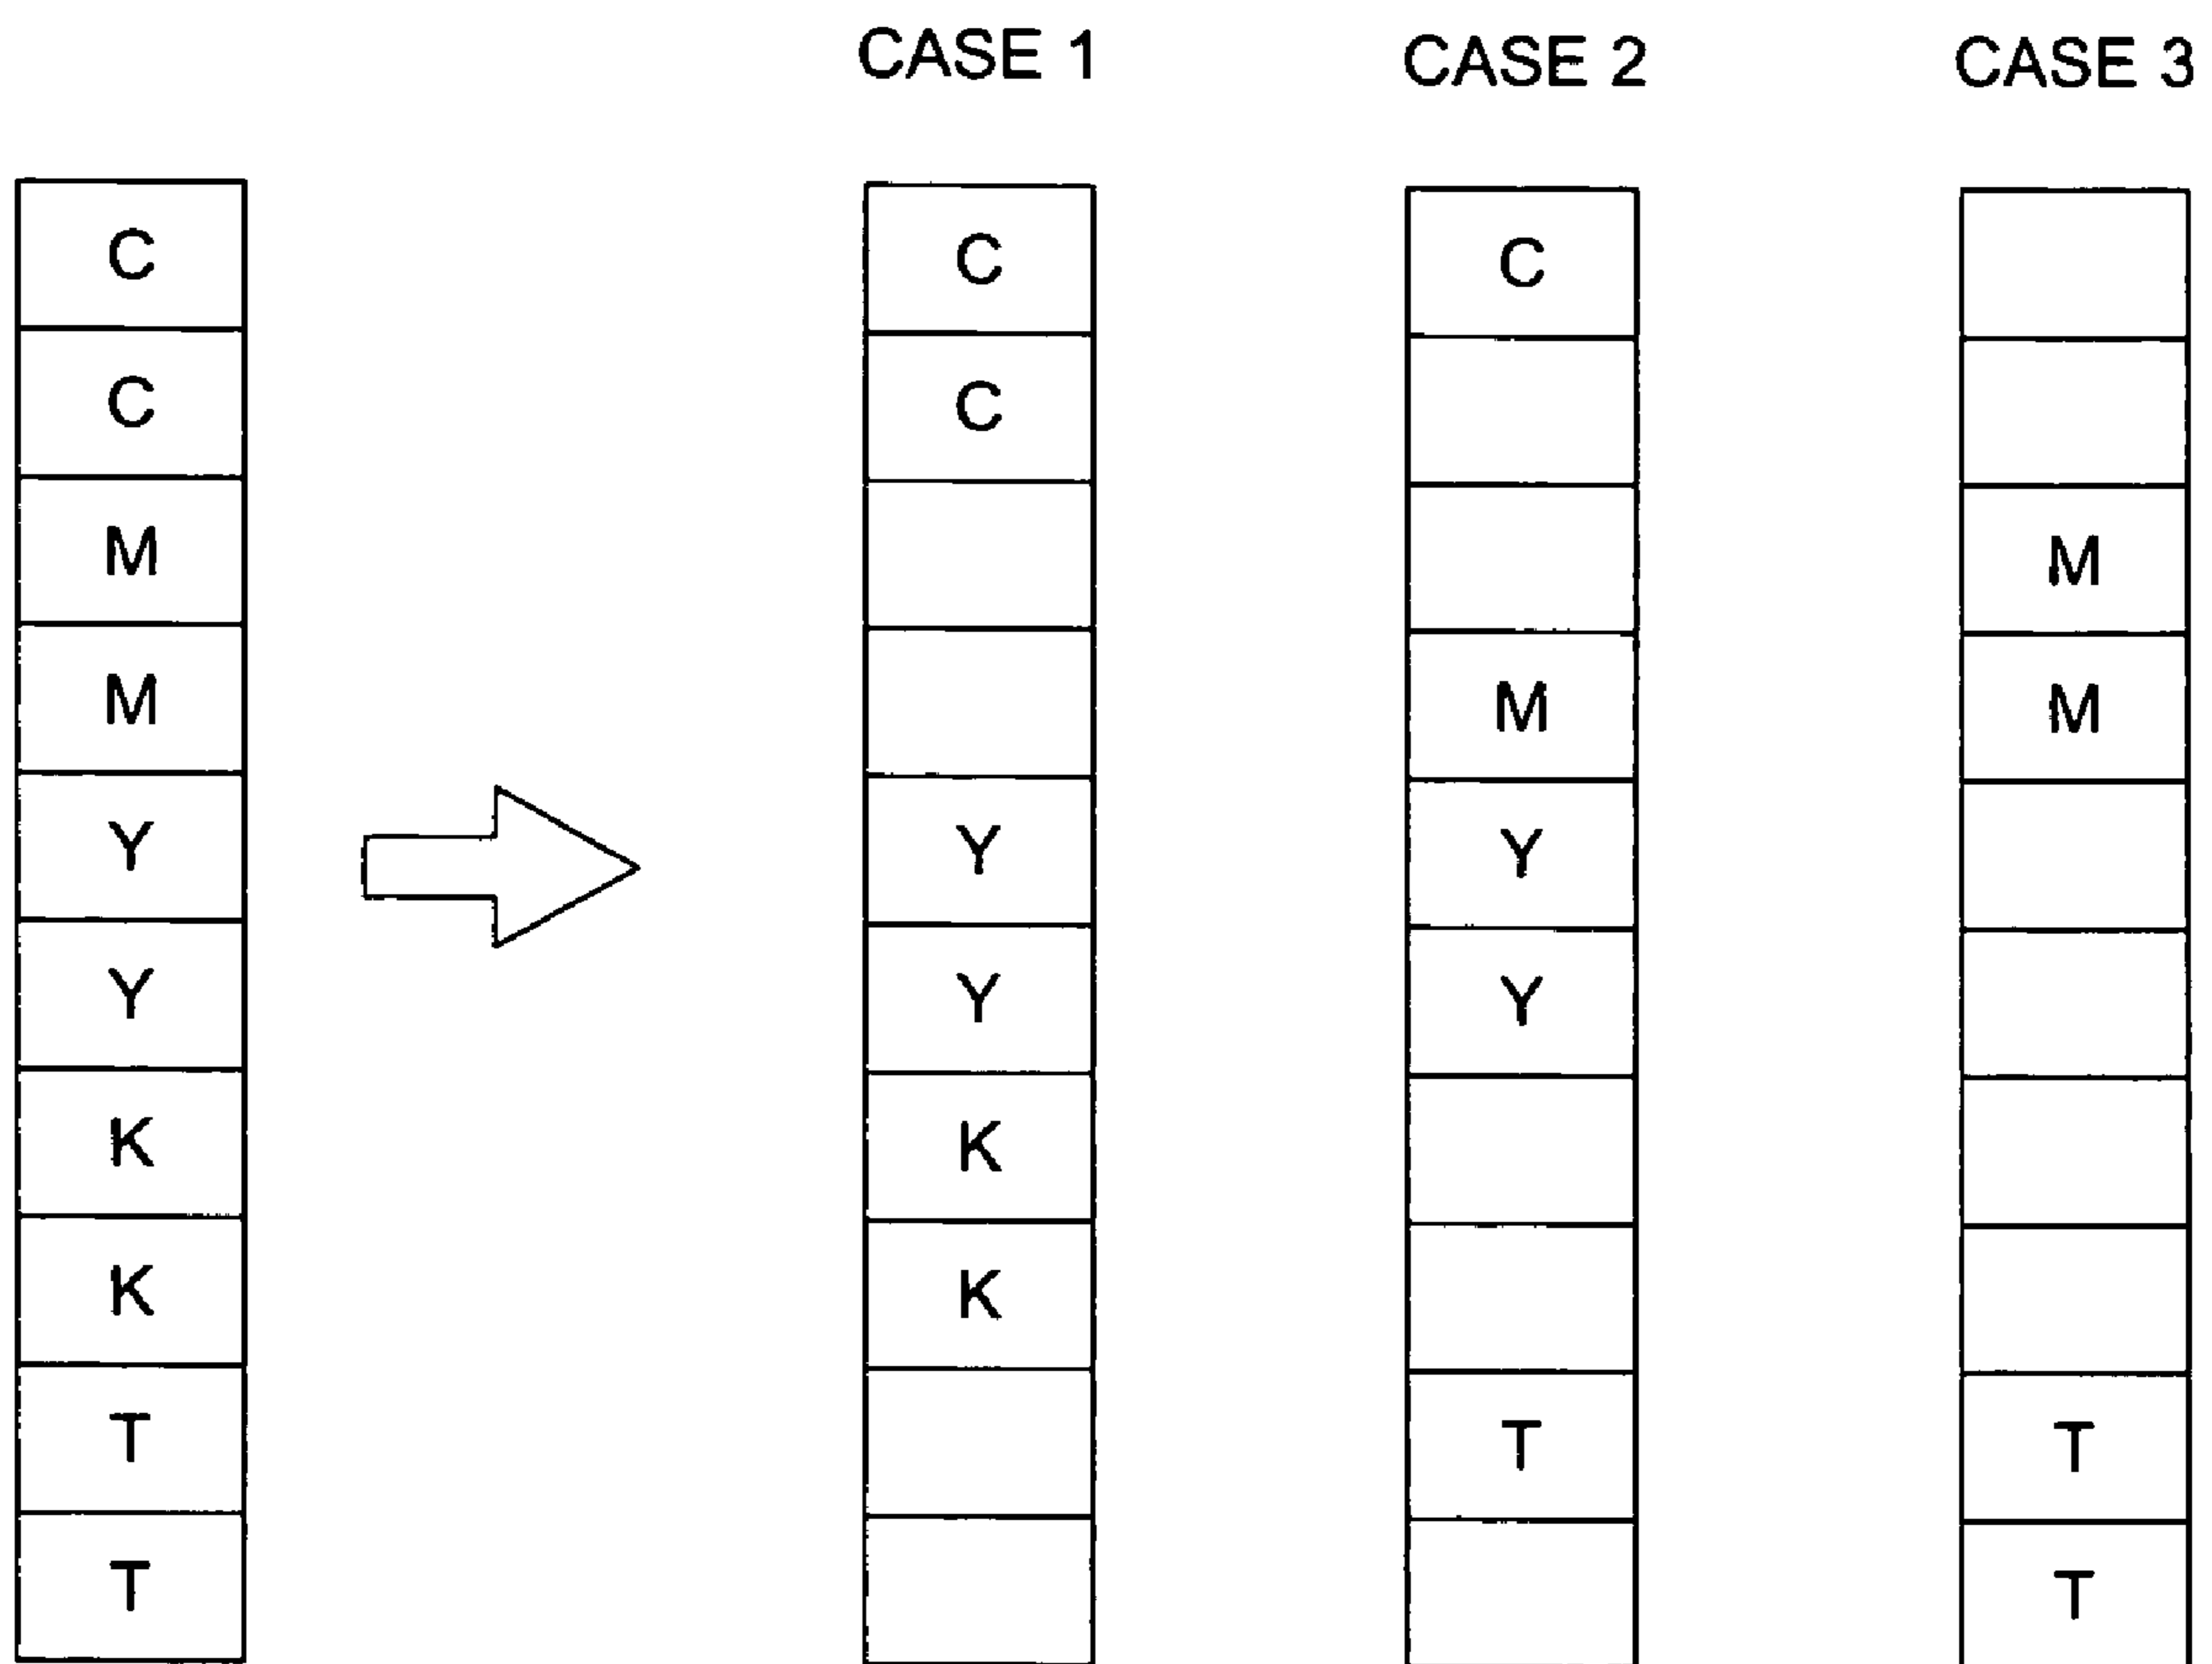 CASE 1 CASE 2 CASE 3
C C C
C C
M M
M M M
Y Y Y
Y Y Y
K K
K K
T T T
T T